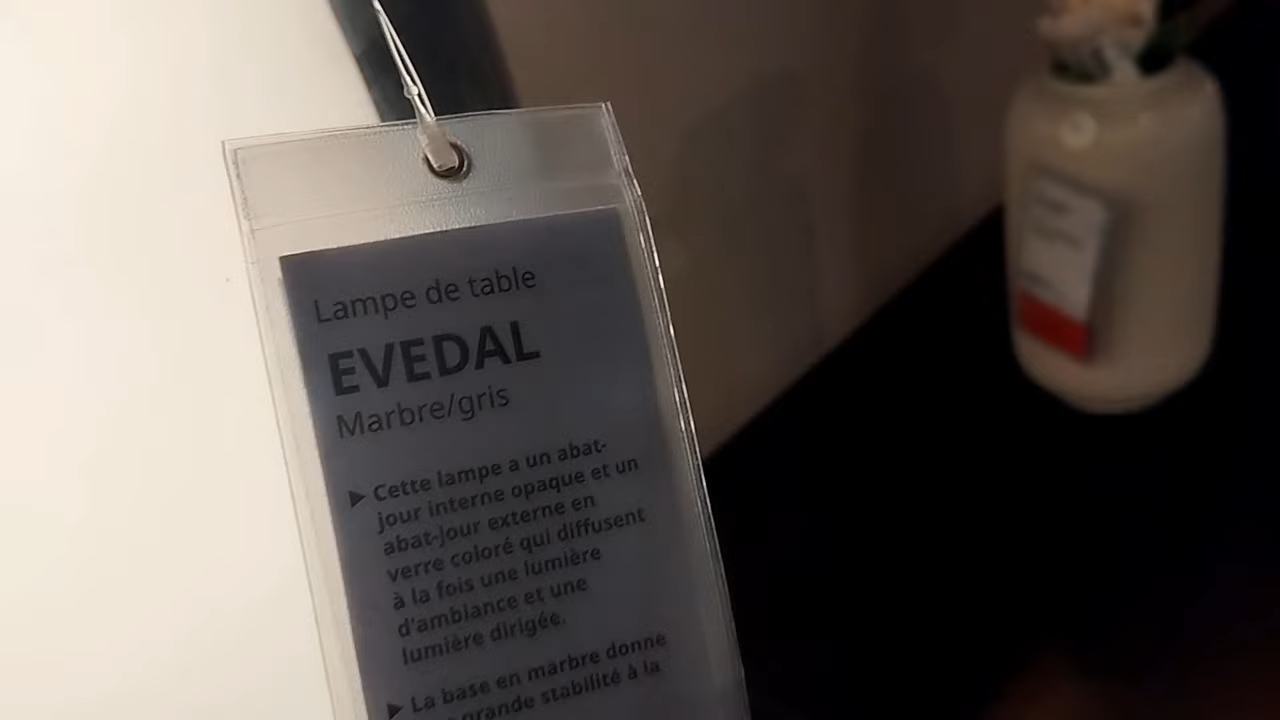 Lampe de table
EVEDAL
Marbre/gris
▶ Cette lampe a un abat-
jour interne opaque et un
abat-jour externe en
verre coloré qui diffusent
à la fois une lumière
d'ambiance et une
lumière dirigée.
▶ La base en marbre donne
grande stabilité à la